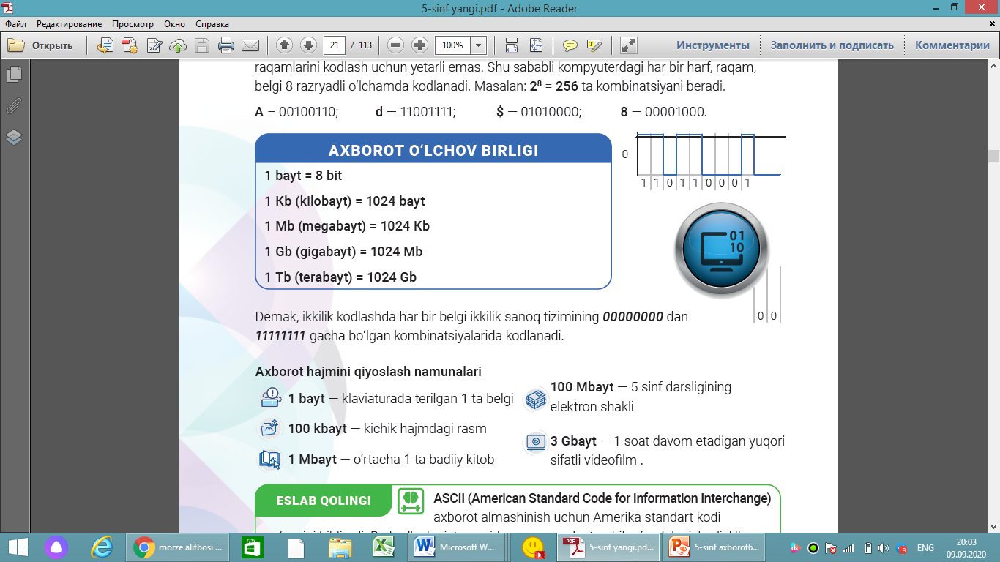 5-sinf yangi.pdf - Adobe Reader
Файл Редактирование Просмотр Окно Справка
Открыть 21 / 113 100% Инструменты Заполнить и подписать Комментарии
raqamlarini kodlash uchun yetarli emas. Shu sababli kompyuterdagi har bir harf, raqam,
belgi 8 razryadli o‘lchamda kodlanadi. Masalan: 2⁸ = 256 ta kombinatsiyani beradi.
A – 00100110; d — 11001111; $ — 01010000; 8 — 00001000.
AXBOROT O‘LCHOV BIRLIGI
1 bayt = 8 bit
1 Kb (kilobayt) = 1024 bayt
1 Mb (megabayt) = 1024 Kb
1 Gb (gigabayt) = 1024 Mb
1 Tb (terabayt) = 1024 Gb
0
1 1 0 1 1 0 0 0 1
01
10
0 0
Demak, ikkilik kodlashda har bir belgi ikkilik sanoq tizimining 00000000 dan
11111111 gacha bo‘lgan kombinatsiyalarida kodlanadi.
Axborot hajmini qiyoslash namunalari
1 bayt — klaviaturada terilgan 1 ta belgi
100 kbayt — kichik hajmdagi rasm
1 Mbayt — o‘rtacha 1 ta badiiy kitob
100 Mbayt — 5 sinf darsligining
elektron shakli
3 Gbayt — 1 soat davom etadigan yuqori
sifatli videofilm .
ESLAB QOLING!
ASCII (American Standard Code for Information Interchange)
axborot almashinish uchun Amerika standart kodi
morze alifbosi ... Microsoft W... 5-sinf yangi.pd... 5-sinf axborot6... ENG 20:03
09.09.2020